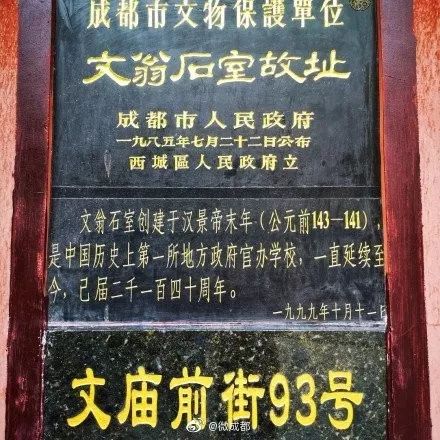 成都市文物保護單位
文翁石室故址
成都市人民政府
一九八五年七月二十二日公布
西城區人民政府立
文翁石室创建于汉景帝末年（公元前143—141），
是中国历史上第一所地方政府官办学校，一直延续至
今，己届二千一百四十周年。
一九九九年十月十一日
文庙前街93号
@微成都